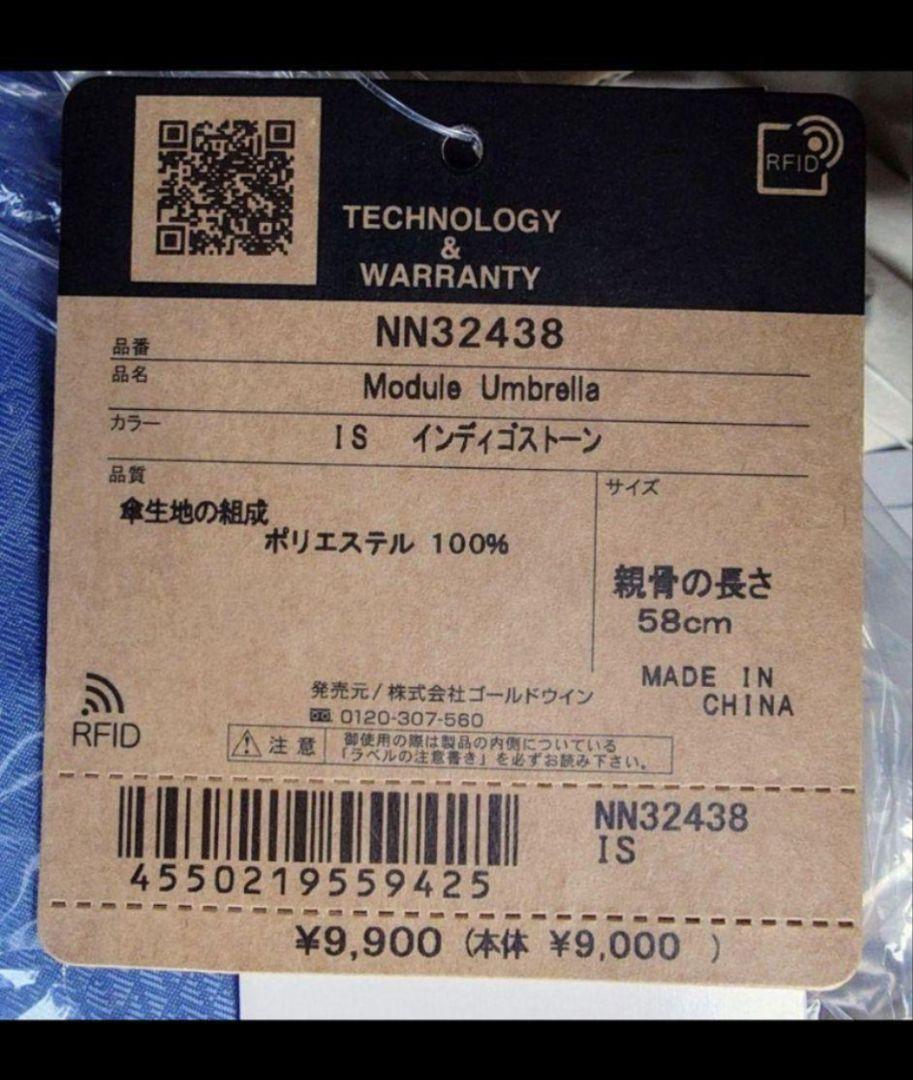 RFID
TECHNOLOGY
&
WARRANTY
品番 NN32438
品名 Module Umbrella
カラー IS インディゴストーン
品質
サイズ
傘生地の組成
ポリエステル 100%
親骨の長さ
58cm
MADE IN
CHINA
発売元/株式会社ゴールドウイン
0120-307-560
RFID
注意
御使用の際は製品の内側についている
「ラベルの注意書き」を必ずお読み下さい。
NN32438
IS
4550219559425
¥9,900 (本体 ¥9,000 )